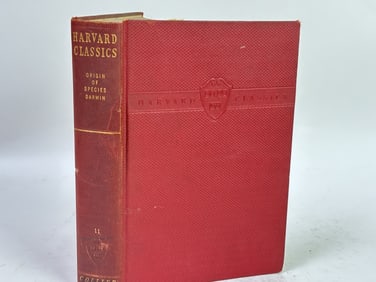 HARVARD
CLASSICS
ORIGIN
OF
SPECIES
DARWIN
11
HARVARD CLASSICS